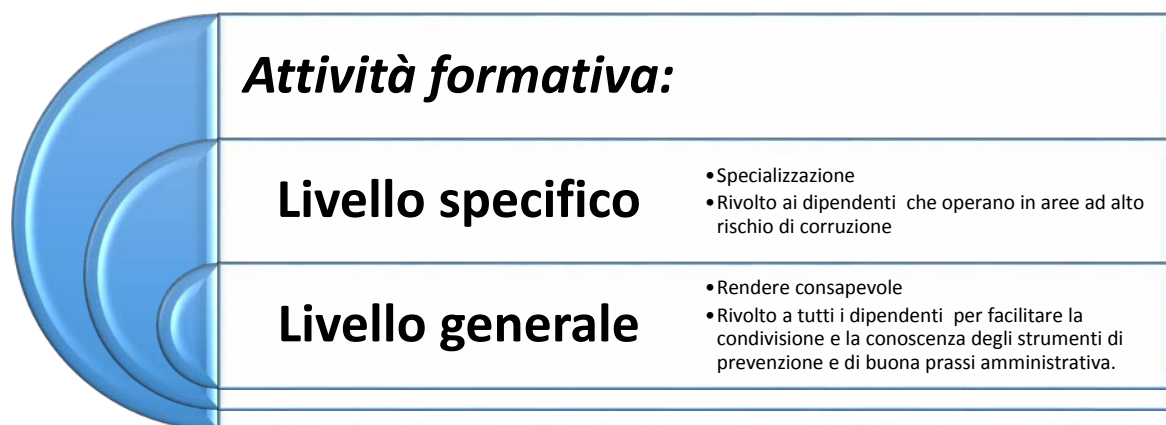 Attività formativa:
Livello specifico
•Specializzazione
•Rivolto ai dipendenti che operano in aree ad alto
rischio di corruzione
Livello generale
•Rendere consapevole
•Rivolto a tutti i dipendenti per facilitare la
condivisione e la conoscenza degli strumenti di
prevenzione e di buona prassi amministrativa.